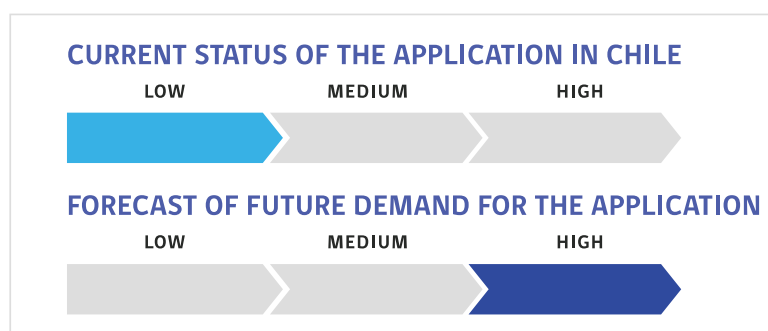 CURRENT STATUS OF THE APPLICATION IN CHILE
LOW MEDIUM HIGH
FORECAST OF FUTURE DEMAND FOR THE APPLICATION
LOW MEDIUM HIGH